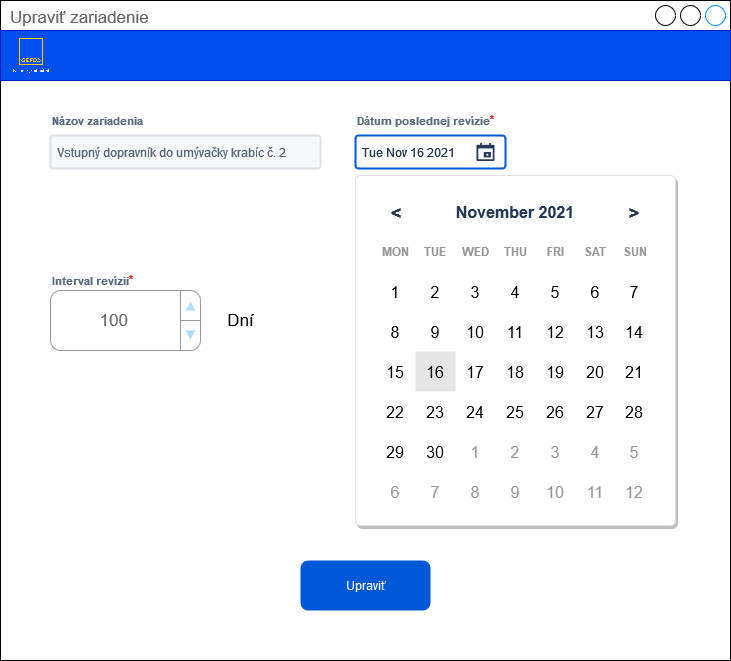 Upraviť zariadenie
GEFCO
Názov zariadenia
Dátum poslednej revízie*
Vstupný dopravník do umývačky krabíc č. 2
Tue Nov 16 2021
< November 2021 >
MON TUE WED THU FRI SAT SUN
1 2 3 4 5 6 7
8 9 10 11 12 13 14
15 16 17 18 19 20 21
22 23 24 25 26 27 28
29 30 1 2 3 4 5
6 7 8 9 10 11 12
Interval revízií*
100
Dní
Upraviť